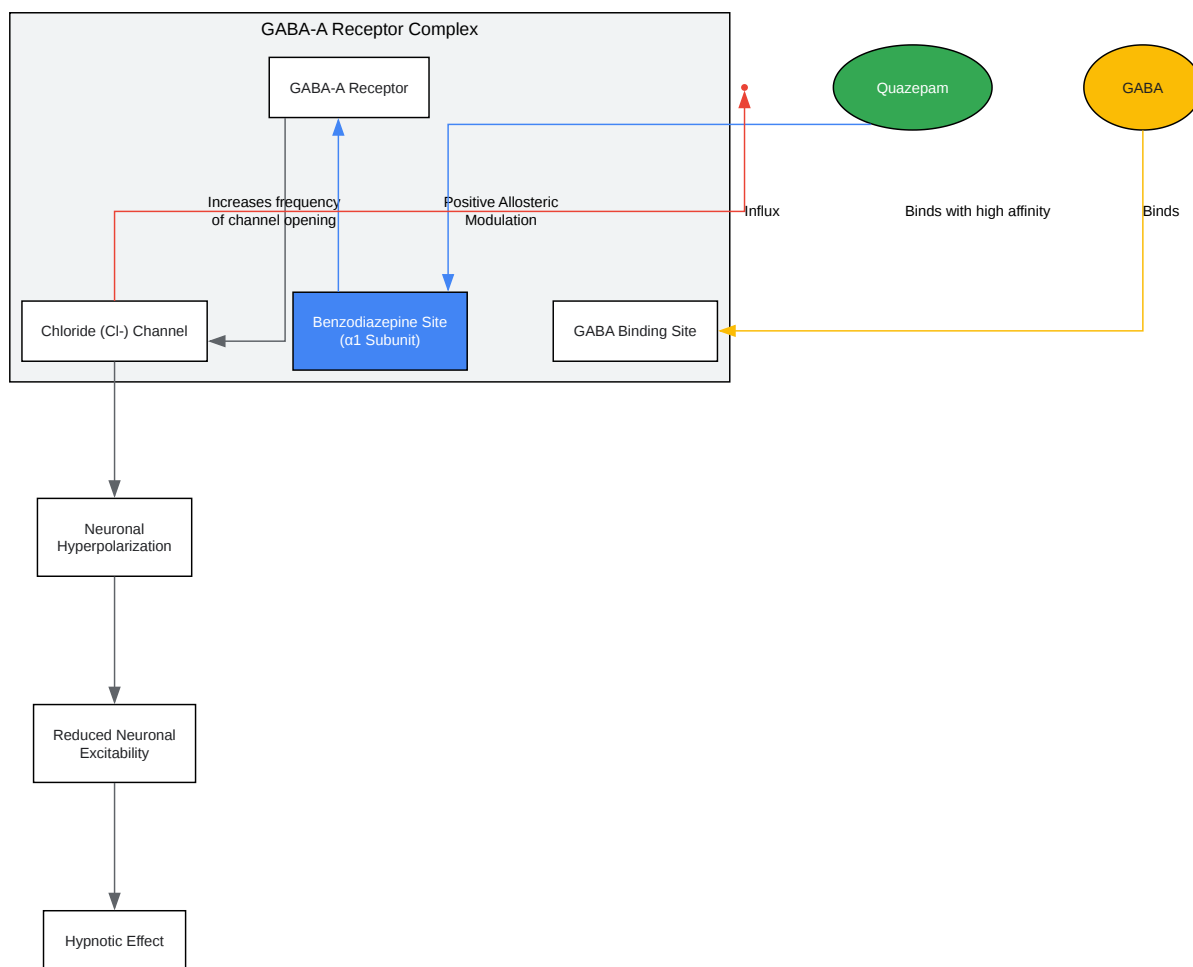 GABA-A Receptor Complex
GABA-A Receptor
Quazepam
GABA
Increases frequency
of channel opening
Positive Allosteric
Modulation
Influx
Binds with high affinity
Binds
Chloride (Cl-) Channel
Benzodiazepine Site
(α1 Subunit)
GABA Binding Site
Neuronal
Hyperpolarization
Reduced Neuronal
Excitability
Hypnotic Effect